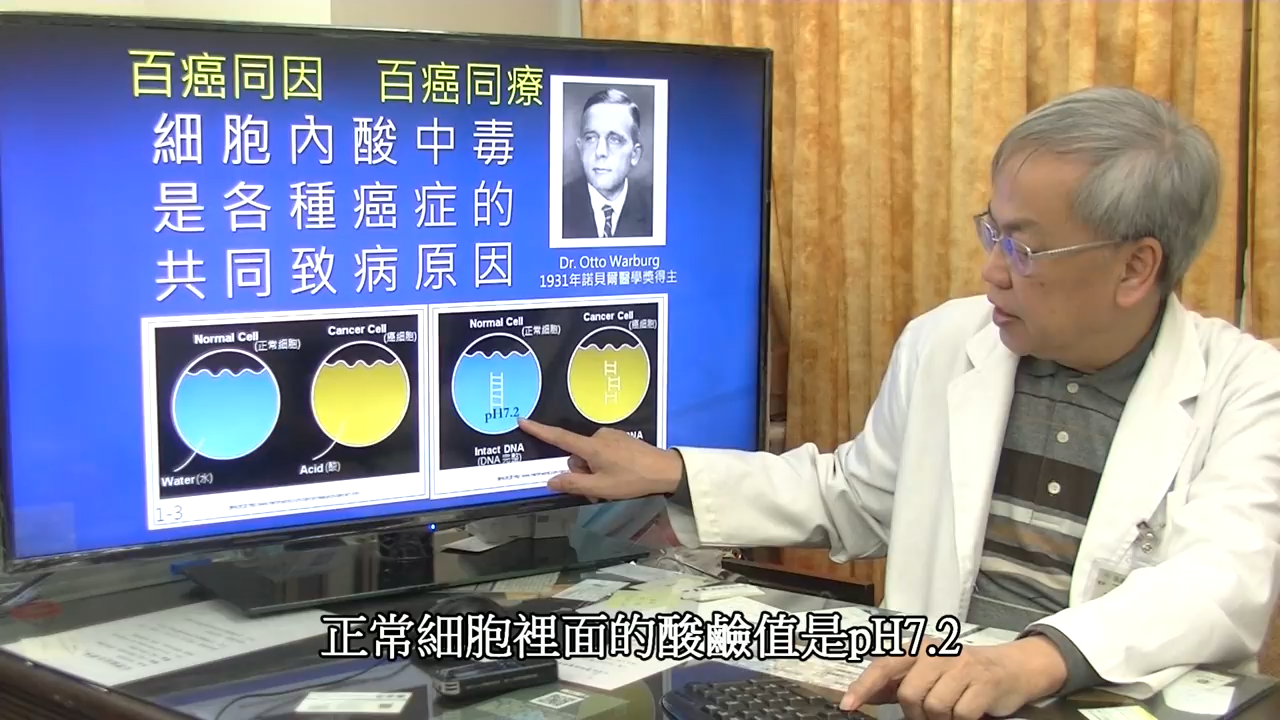 百癌同因 百癌同療
細胞內酸中毒
是各種癌症的
共同致病原因
Dr. Otto Warburg
1931年諾貝爾醫學獎得主
Normal Cell
(正常細胞)
Cancer Cell
(癌細胞)
Water(水)
Acid(酸)
Normal Cell
(正常細胞)
Cancer Cell
(癌細胞)
pH7.2
Intact DNA
(DNA 完整)
DNA
1-3
正常細胞裡面的酸鹼值是pH7.2